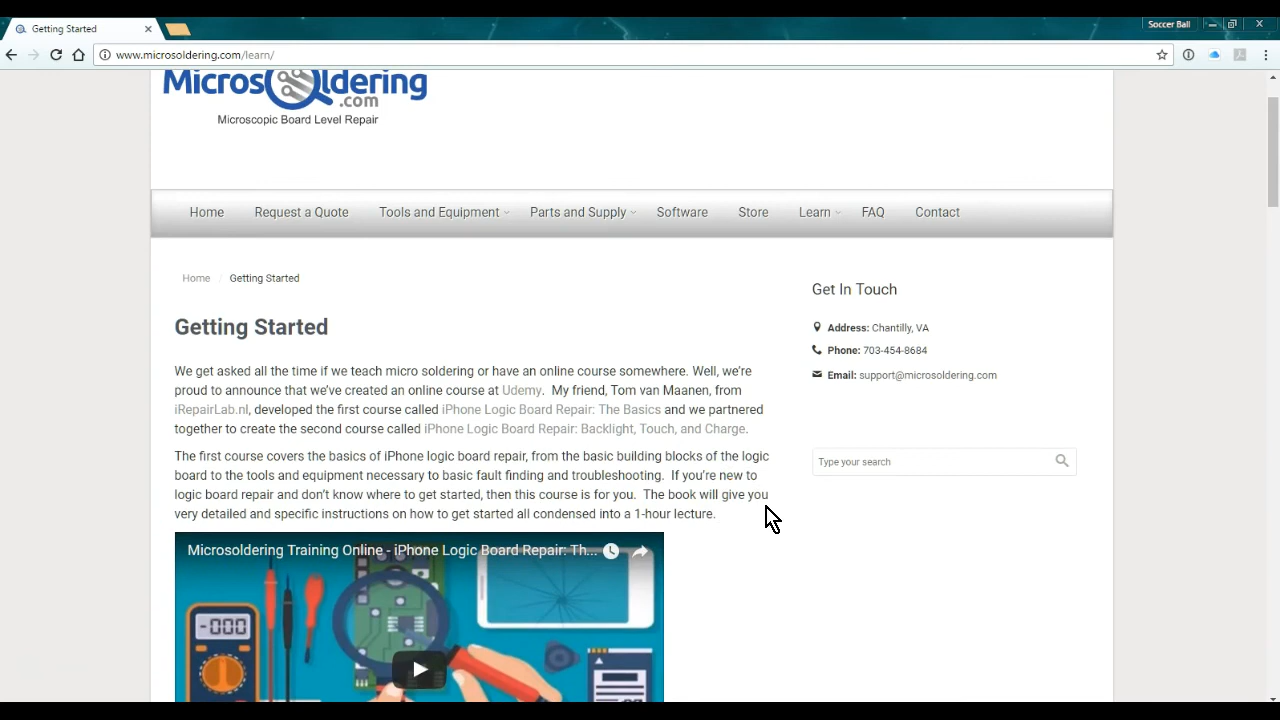 Getting Started
Soccer Ball
www.microsoldering.com/learn/
Microsoldering
.com
Microscopic Board Level Repair
Home Request a Quote Tools and Equipment Parts and Supply Software Store Learn FAQ Contact
Home / Getting Started
Getting Started
We get asked all the time if we teach micro soldering or have an online course somewhere. Well, we're
proud to announce that we've created an online course at Udemy. My friend, Tom van Maanen, from
iRepairLab.nl, developed the first course called iPhone Logic Board Repair: The Basics and we partnered
together to create the second course called iPhone Logic Board Repair: Backlight, Touch, and Charge.
The first course covers the basics of iPhone logic board repair, from the basic building blocks of the logic
board to the tools and equipment necessary to basic fault finding and troubleshooting. If you're new to
logic board repair and don't know where to get started, then this course is for you. The book will give you
very detailed and specific instructions on how to get started all condensed into a 1-hour lecture.
Microsoldering Training Online - iPhone Logic Board Repair: Th...
-000
Get In Touch
Address: Chantilly, VA
Phone: 703-454-8684
Email: support@microsoldering.com
Type your search